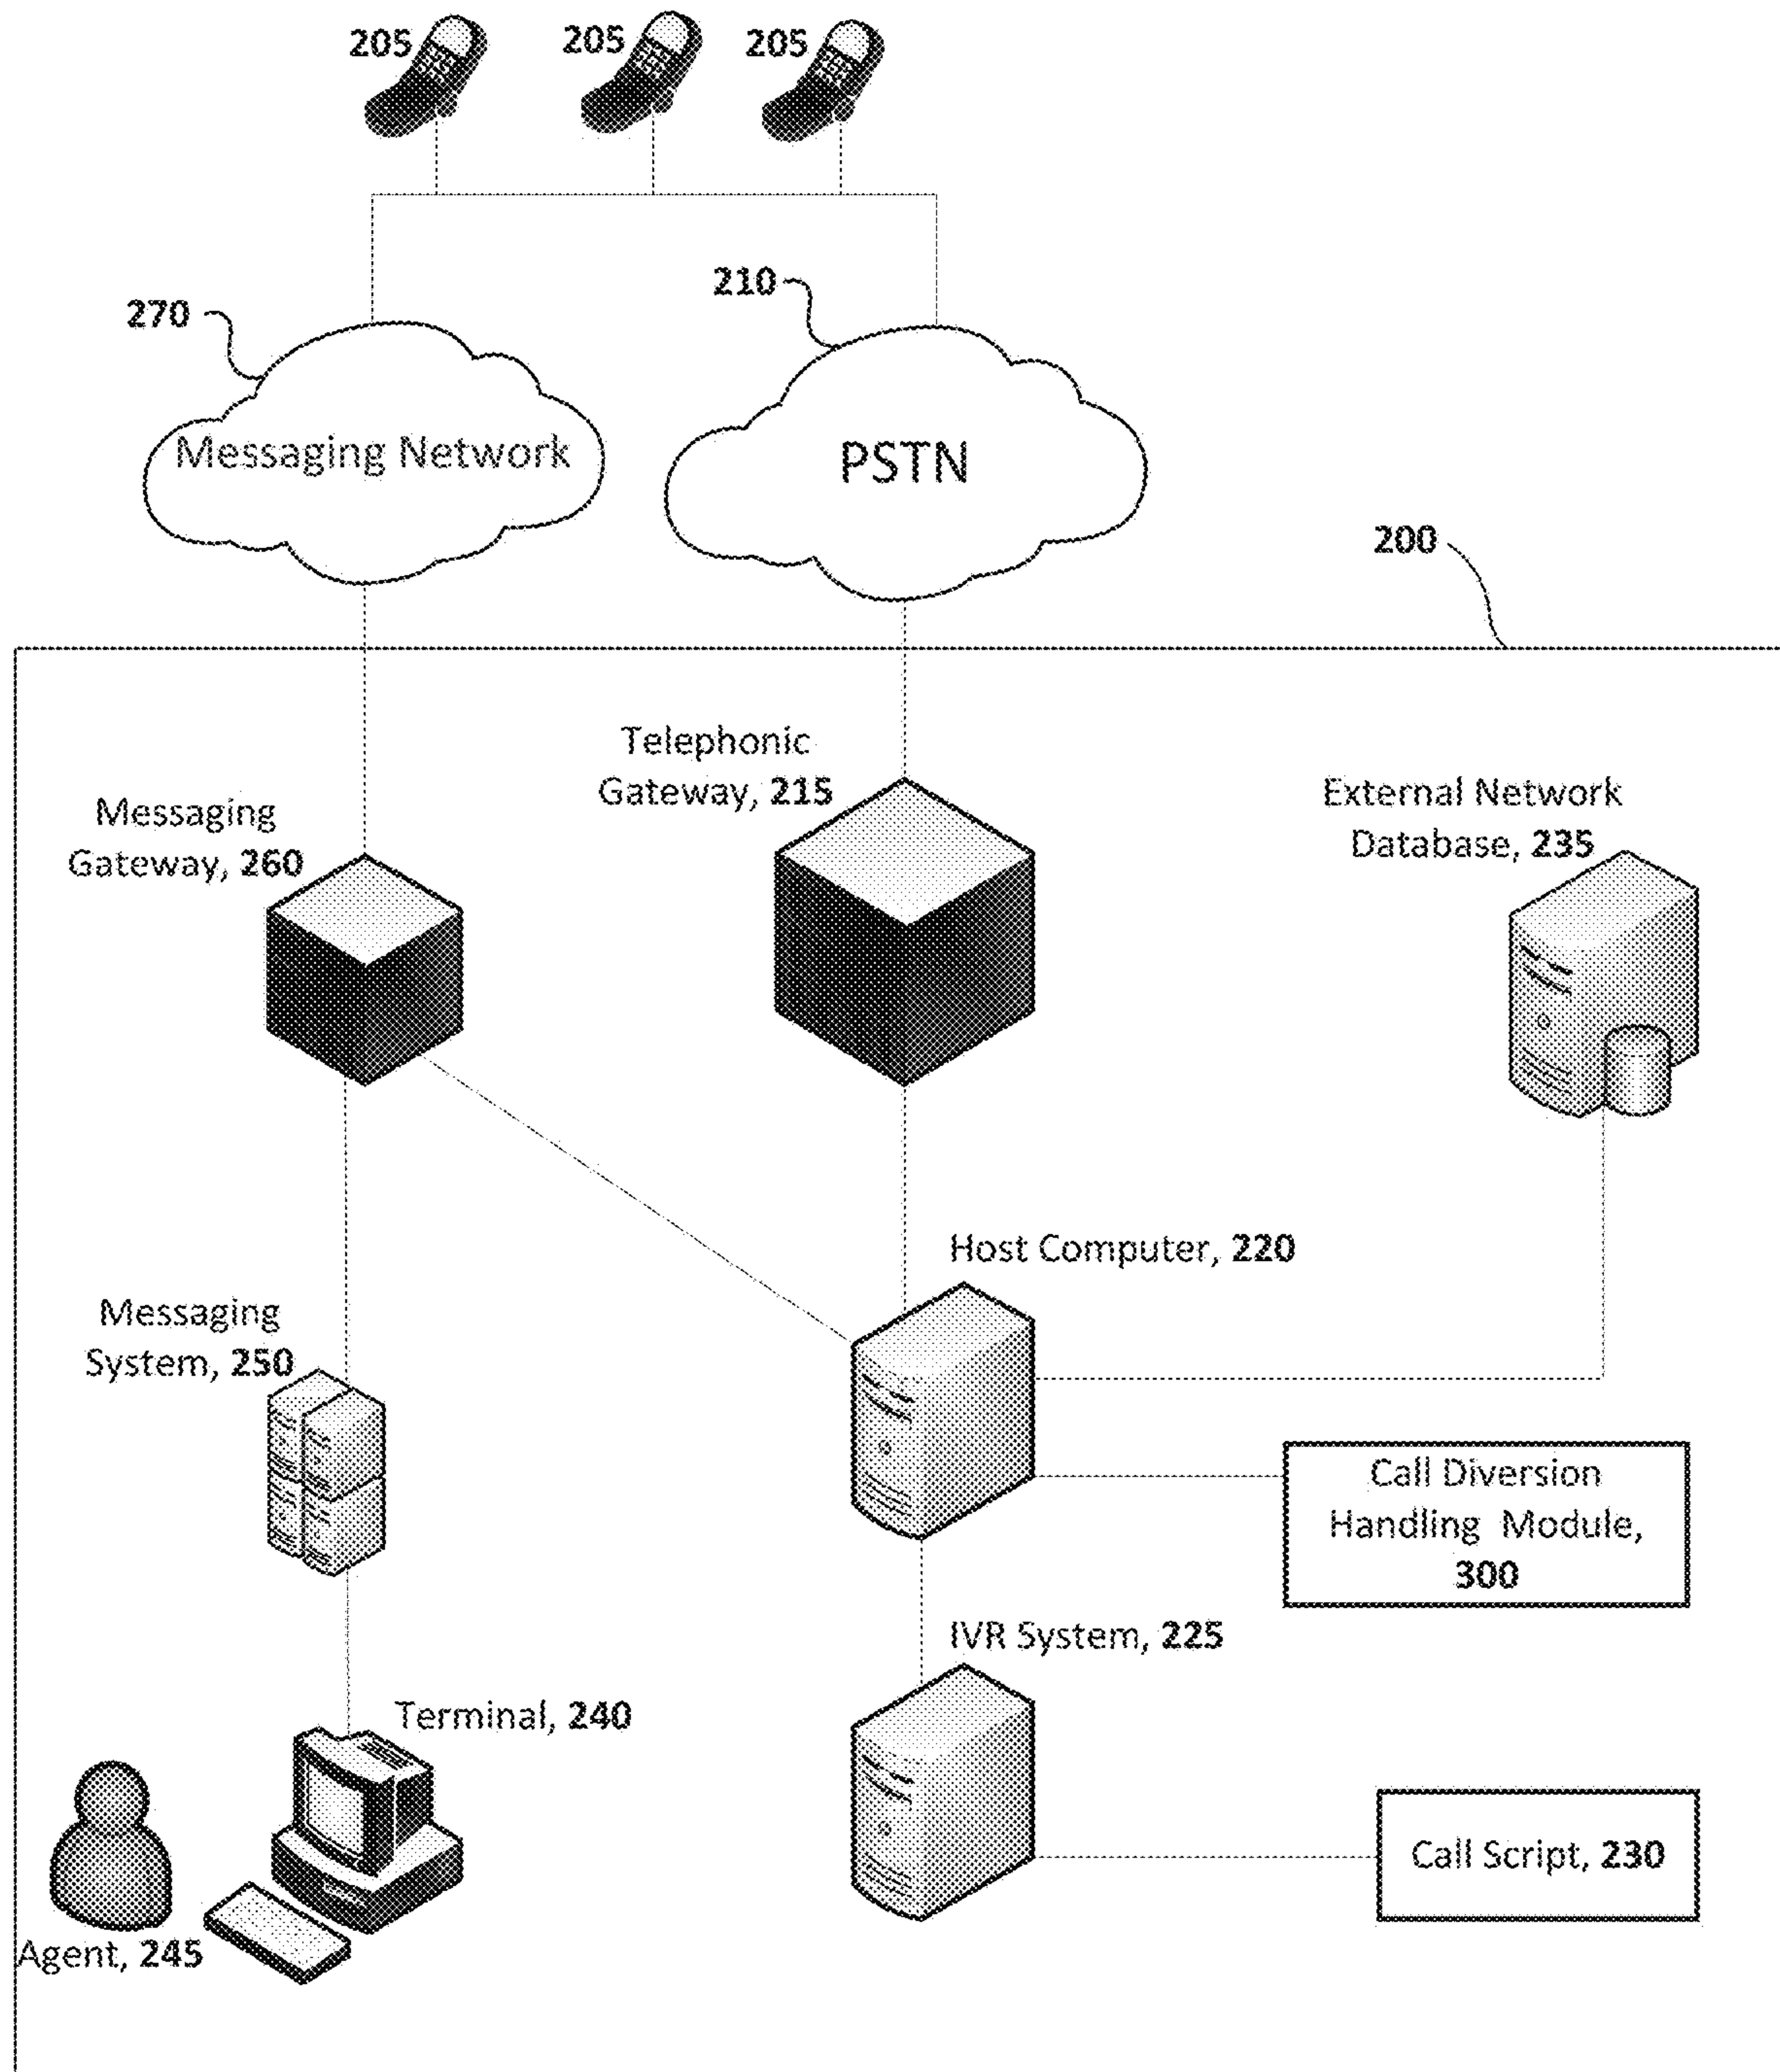 205
205
205
270
210
Messaging Network
PSTN
200
Telephonic
Gateway, 215
Messaging
Gateway, 260
External Network
Database, 235
Host Computer, 220
Messaging
System, 250
Call Diversion
Handling Module,
300
IVR System, 225
Terminal, 240
Call Script, 230
Agent, 245